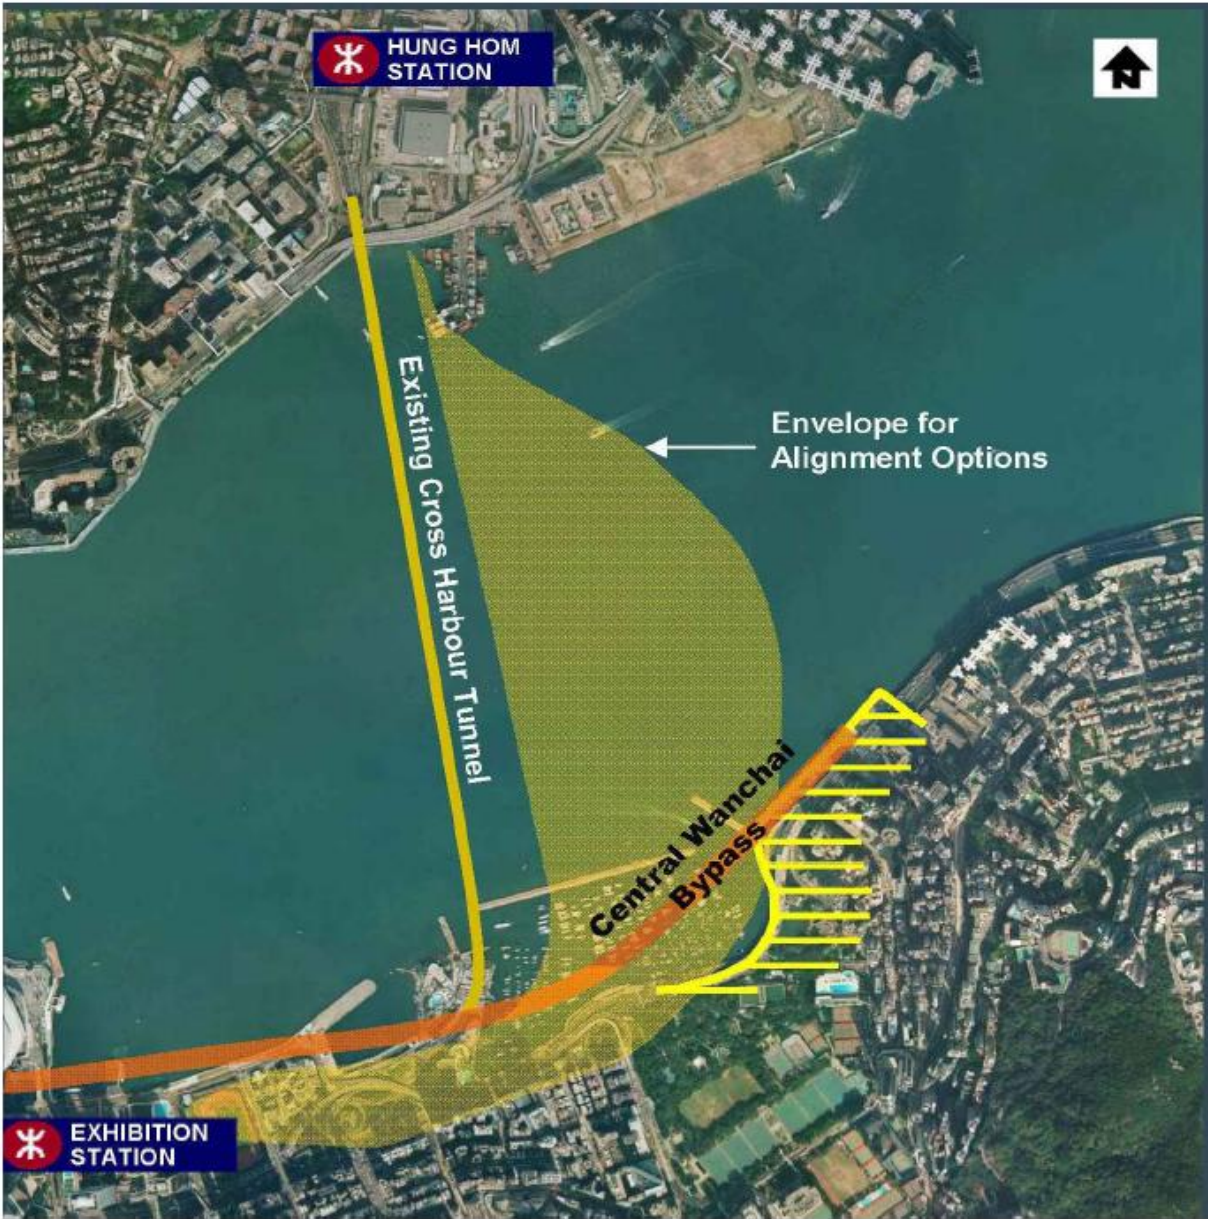 HUNG HOM
STATION
N
Envelope for
Alignment Options
Existing Cross Harbour Tunnel
Central Wanchai
Bypass
EXHIBITION
STATION